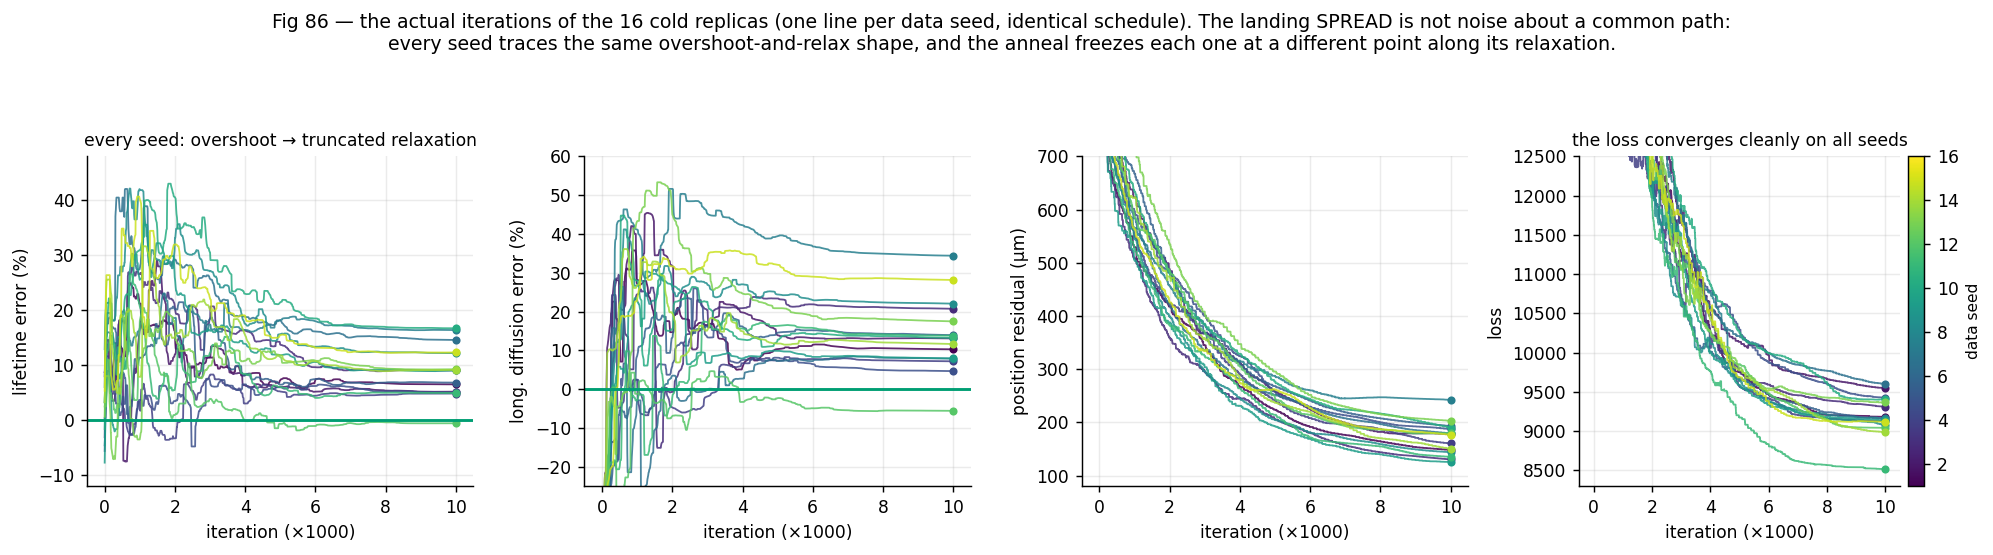 Fig 86 — the actual iterations of the 16 cold replicas (one line per data seed, identical schedule). The landing SPREAD is not noise about a common path:
every seed traces the same overshoot-and-relax shape, and the anneal freezes each one at a different point along its relaxation.
every seed: overshoot → truncated relaxation
lifetime error (%)
40
30
20
10
0
−10
0 2 4 6 8 10
iteration (×1000)
long. diffusion error (%)
60
50
40
30
20
10
0
−10
−20
0 2 4 6 8 10
iteration (×1000)
position residual (μm)
700
600
500
400
300
200
100
0 2 4 6 8 10
iteration (×1000)
the loss converges cleanly on all seeds
loss
12500
12000
11500
11000
10500
10000
9500
9000
8500
0 2 4 6 8 10
iteration (×1000)
16
14
12
10
8
6
4
2
data seed